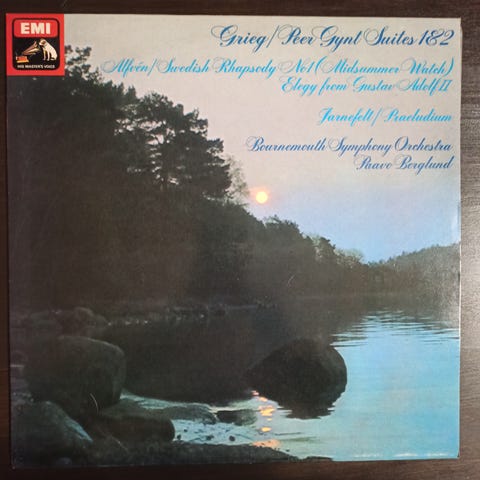 EMI
HIS MASTER'S VOICE
Grieg/Peer Gynt Suites 1&2
Alfvén/Swedish Rhapsody No1 (Midsummer Watch)
Elegy from Gustav Adolf II
Jarnefelt/Praeludium
Bournemouth Symphony Orchestra
Paavo Berglund